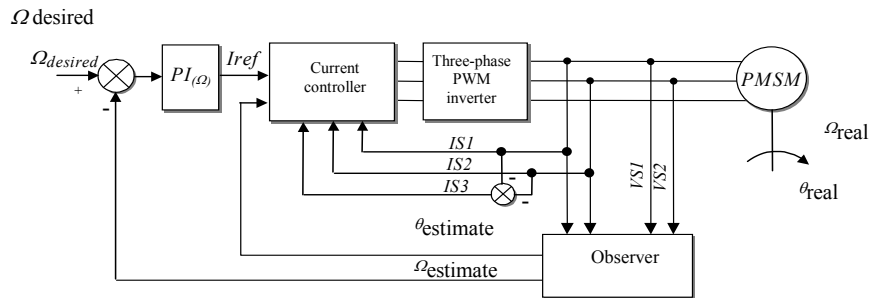 Ω desired
Ωdesired
+
-
PI(Ω)
Iref
Current
controller
Three-phase
PWM
inverter
PMSM
Ωreal
θreal
IS1
IS2
IS3
-
-
VS1
VS2
θestimate
Ωestimate
Observer